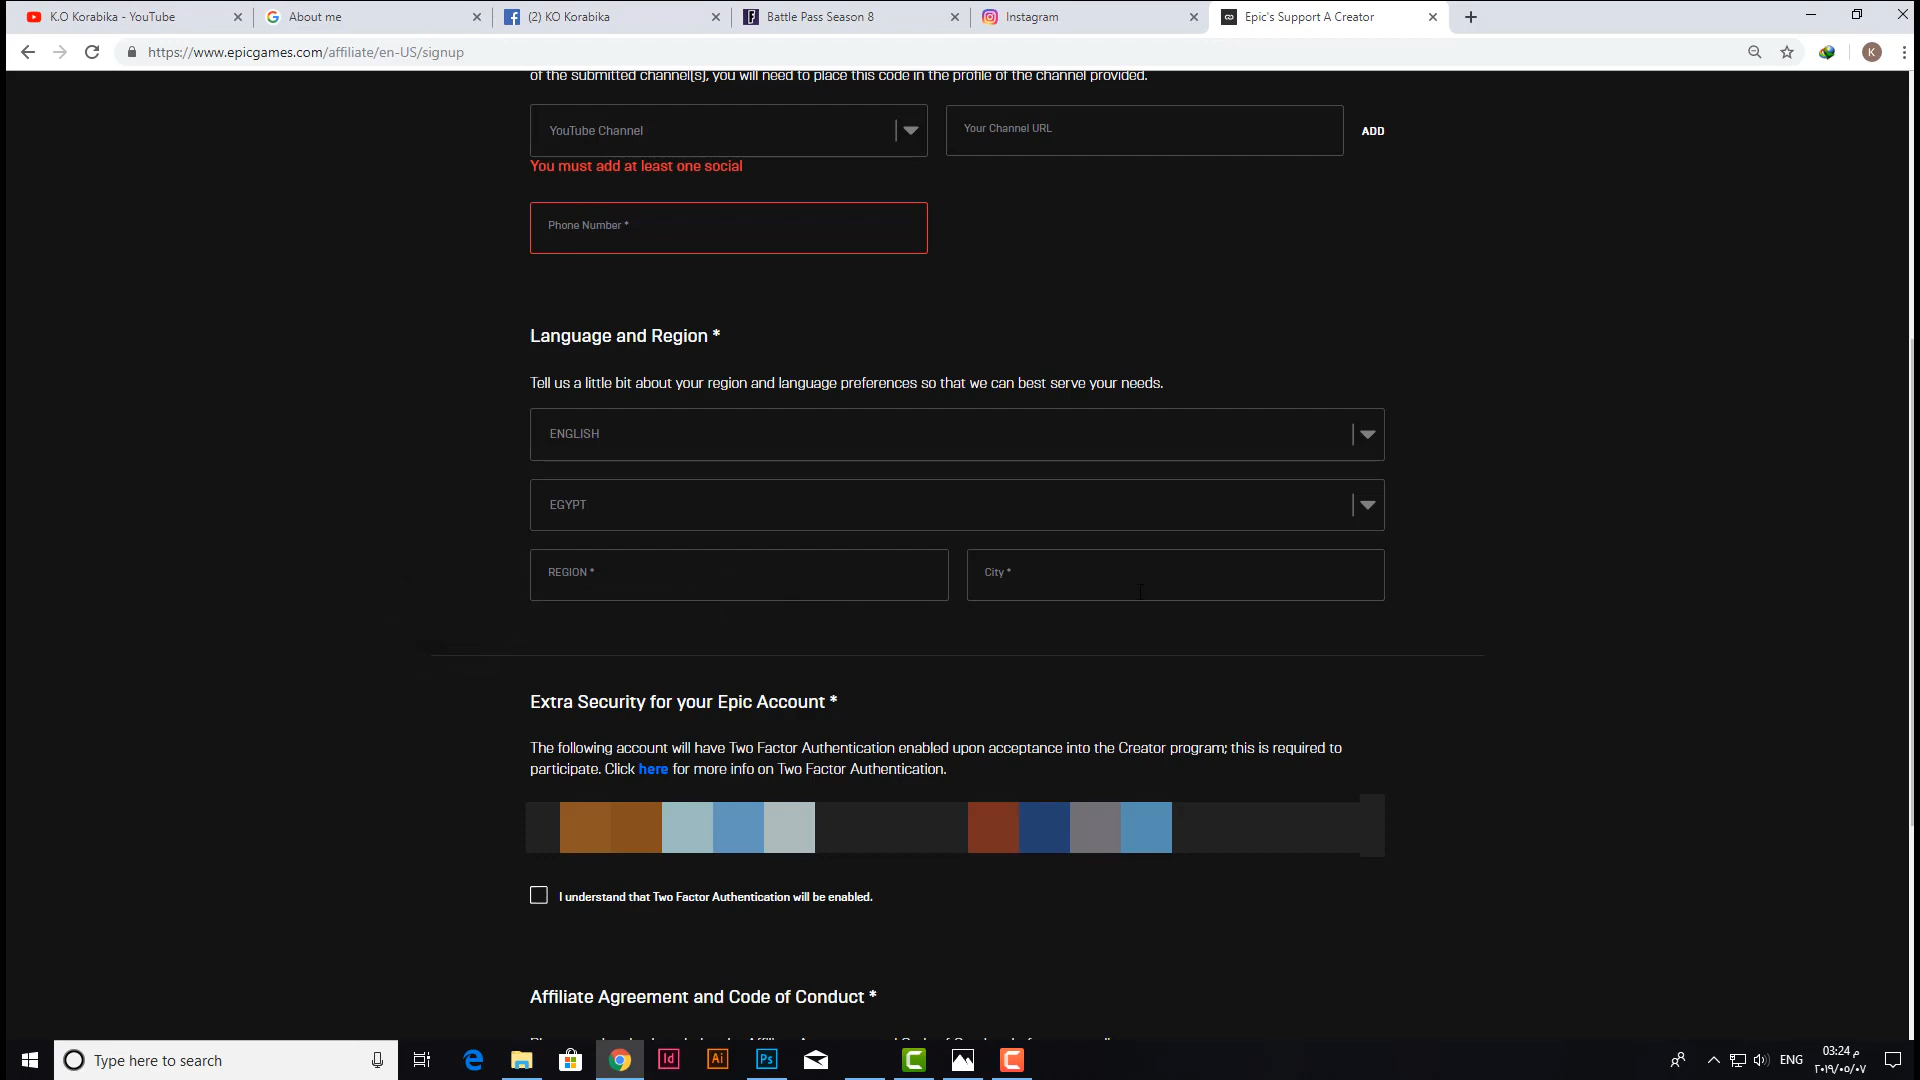 K.O Korabika - YouTube
About me
(2) KO Korabika
Battle Pass Season 8
Instagram
Epic's Support A Creator
https://www.epicgames.com/affiliate/en-US/signup
K
of the submitted channel(s), you will need to place this code in the profile of the channel provided.
YouTube Channel
Your Channel URL
ADD
You must add at least one social
Phone Number *
Language and Region *
Tell us a little bit about your region and language preferences so that we can best serve your needs.
ENGLISH
EGYPT
REGION *
City *
Extra Security for your Epic Account *
The following account will have Two Factor Authentication enabled upon acceptance into the Creator program; this is required to
participate. Click here for more info on Two Factor Authentication.
I understand that Two Factor Authentication will be enabled.
Affiliate Agreement and Code of Conduct *
Type here to search
Id
Ai
Ps
ENG
03:24 م
٢٠١٩/٠٥/٠٧